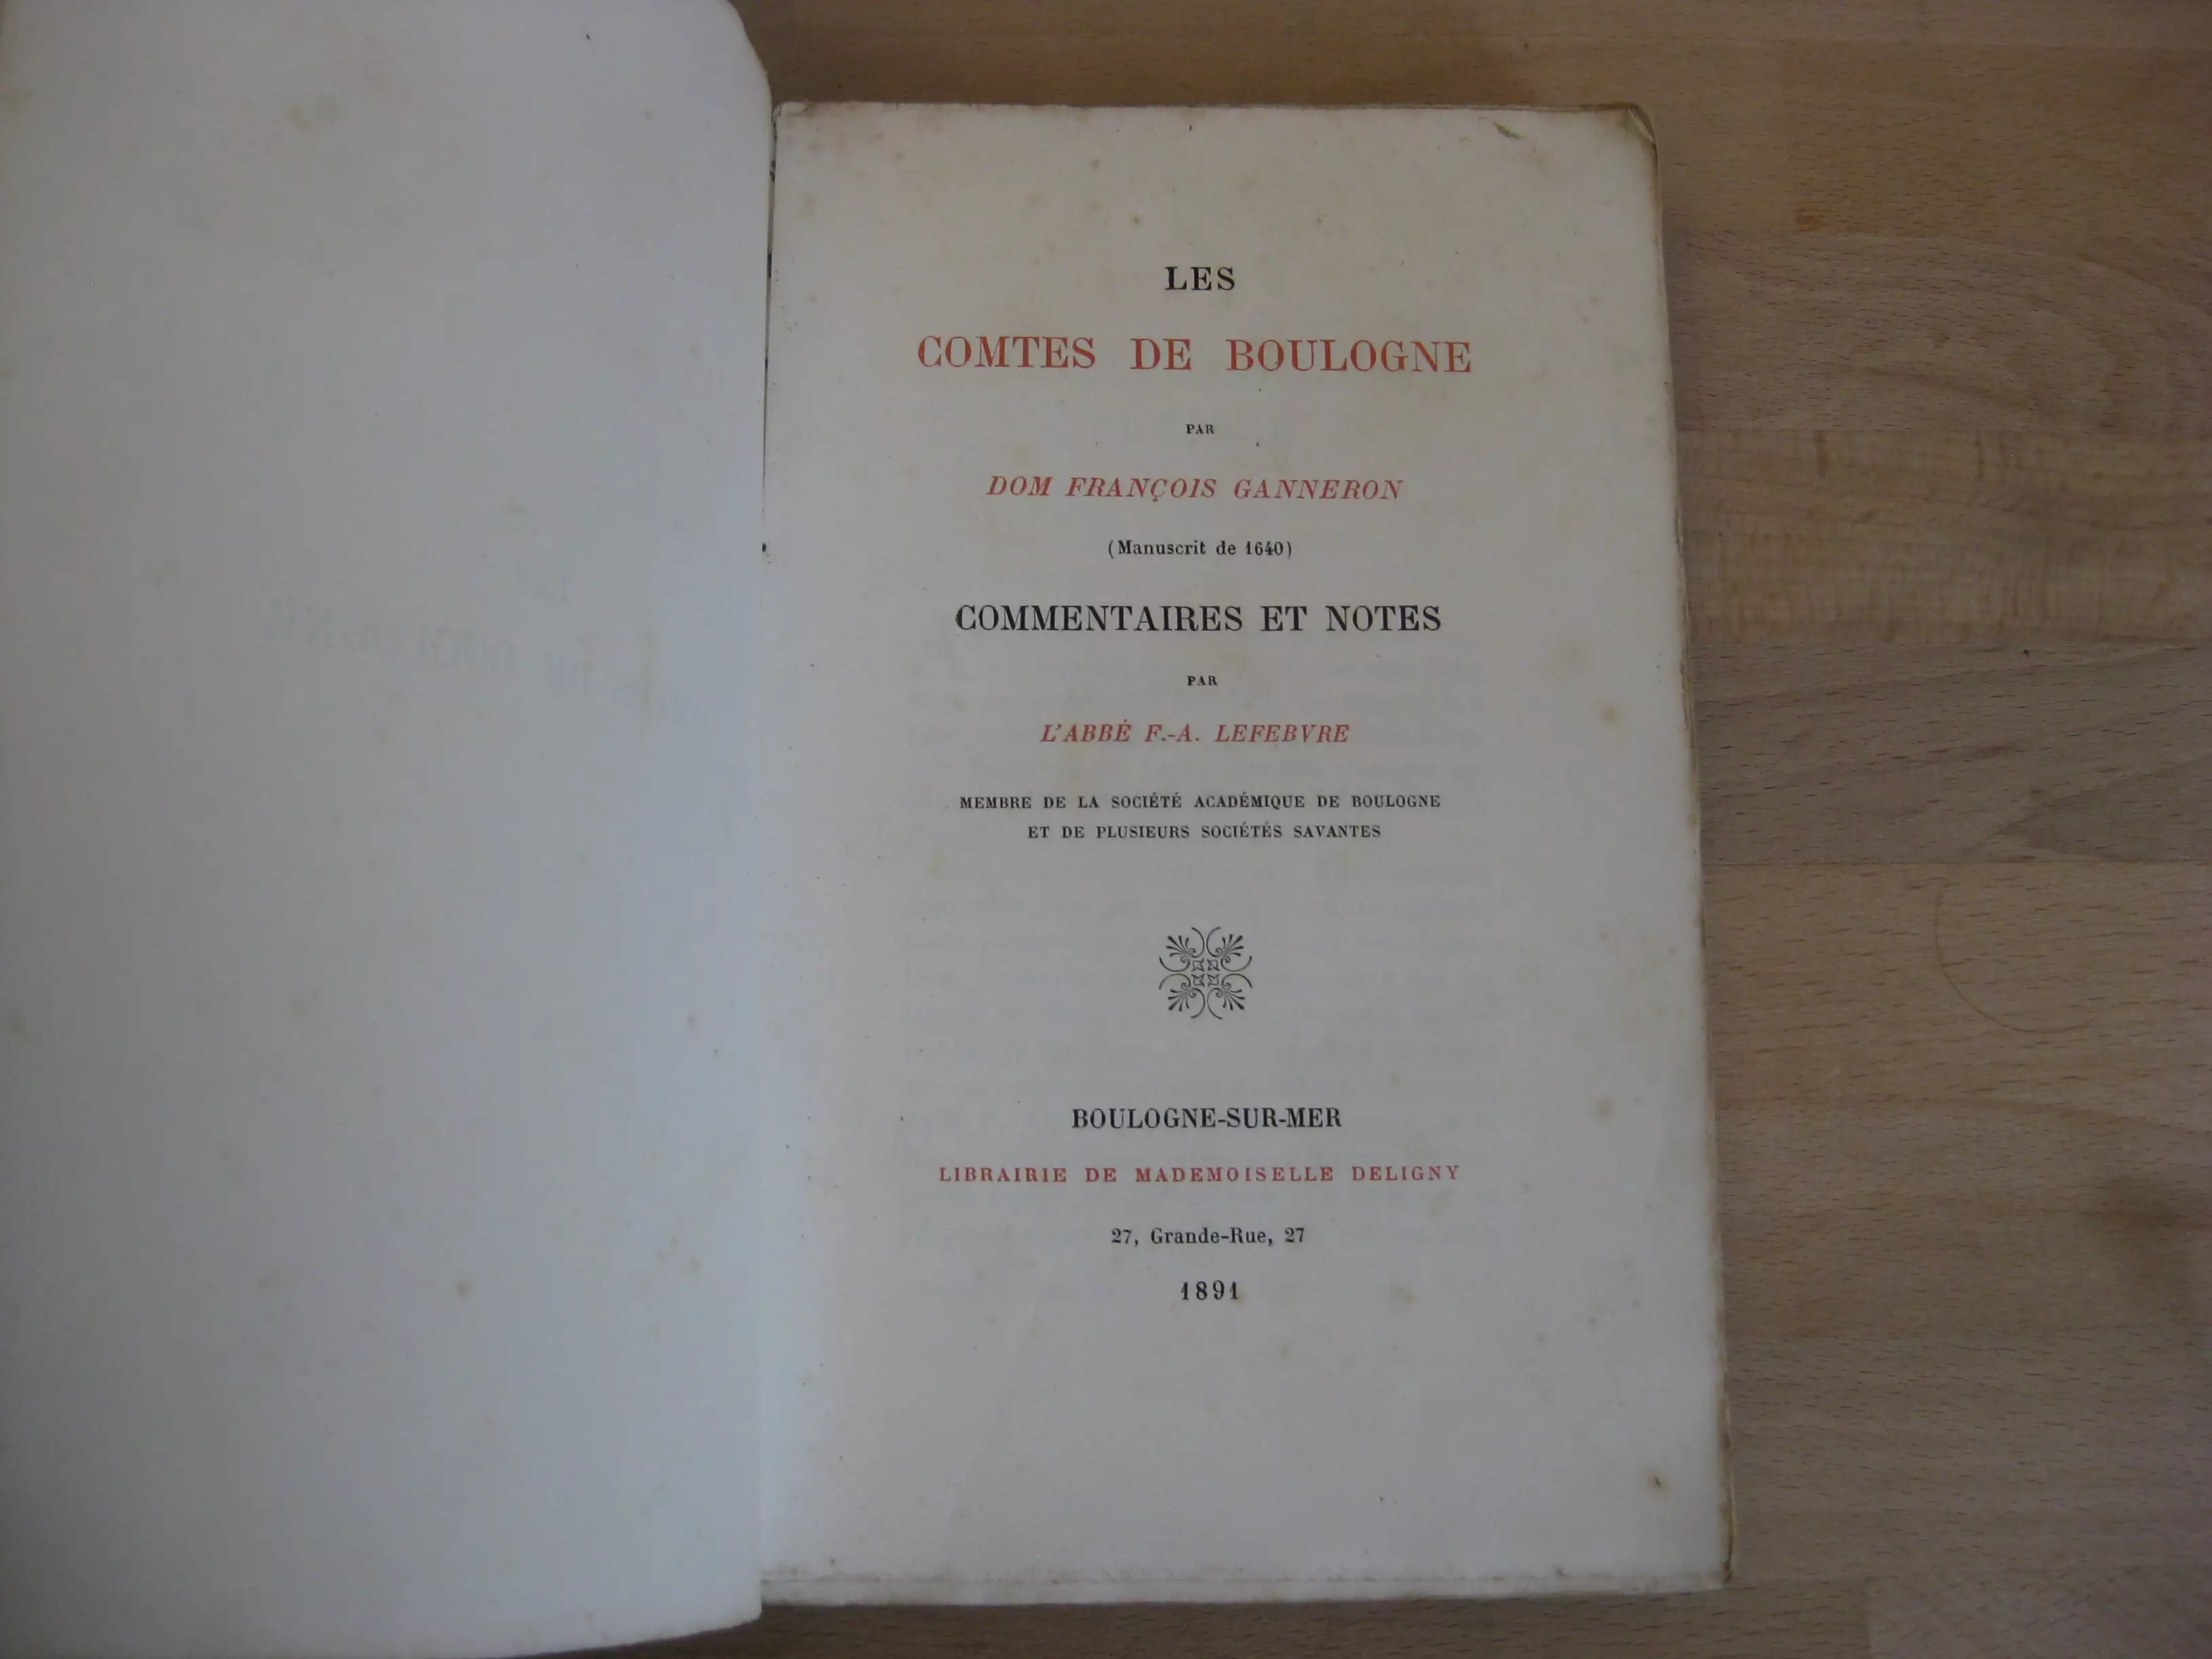 LES
COMTES DE BOULOGNE
PAR
DOM FRANÇOIS GANNERON
(Manuscrit de 1640)
COMMENTAIRES ET NOTES
PAR
L'ABBÉ F.-A. LEFEBVRE
MEMBRE DE LA SOCIÉTÉ ACADÉMIQUE DE BOULOGNE
ET DE PLUSIEURS SOCIÉTÉS SAVANTES
BOULOGNE-SUR-MER
LIBRAIRIE DE MADEMOISELLE DELIGNY
27, Grande-Rue, 27
1891